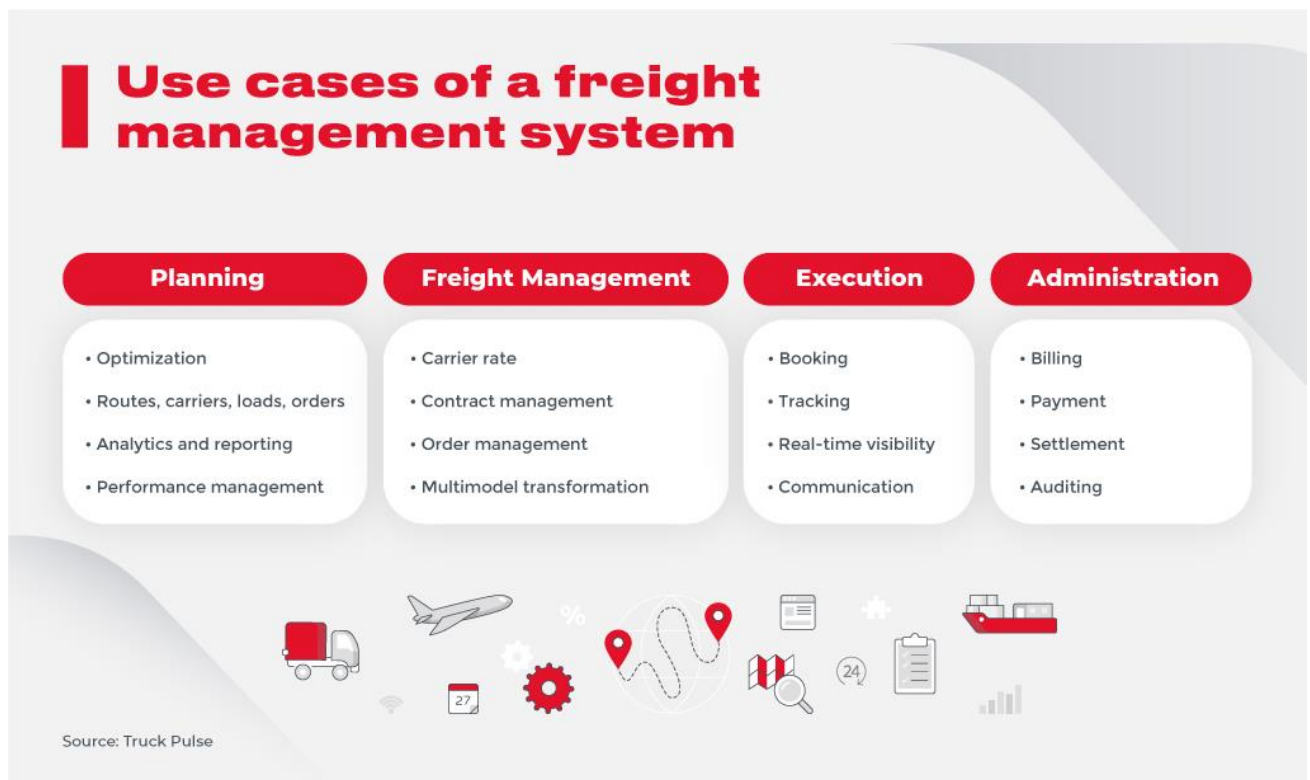 Use cases of a freight
management system
Planning
• Optimization
• Routes, carriers, loads, orders
• Analytics and reporting
• Performance management
Freight Management
• Carrier rate
• Contract management
• Order management
• Multimodel transformation
Execution
• Booking
• Tracking
• Real-time visibility
• Communication
Administration
• Billing
• Payment
• Settlement
• Auditing
%
27
24
Source: Truck Pulse